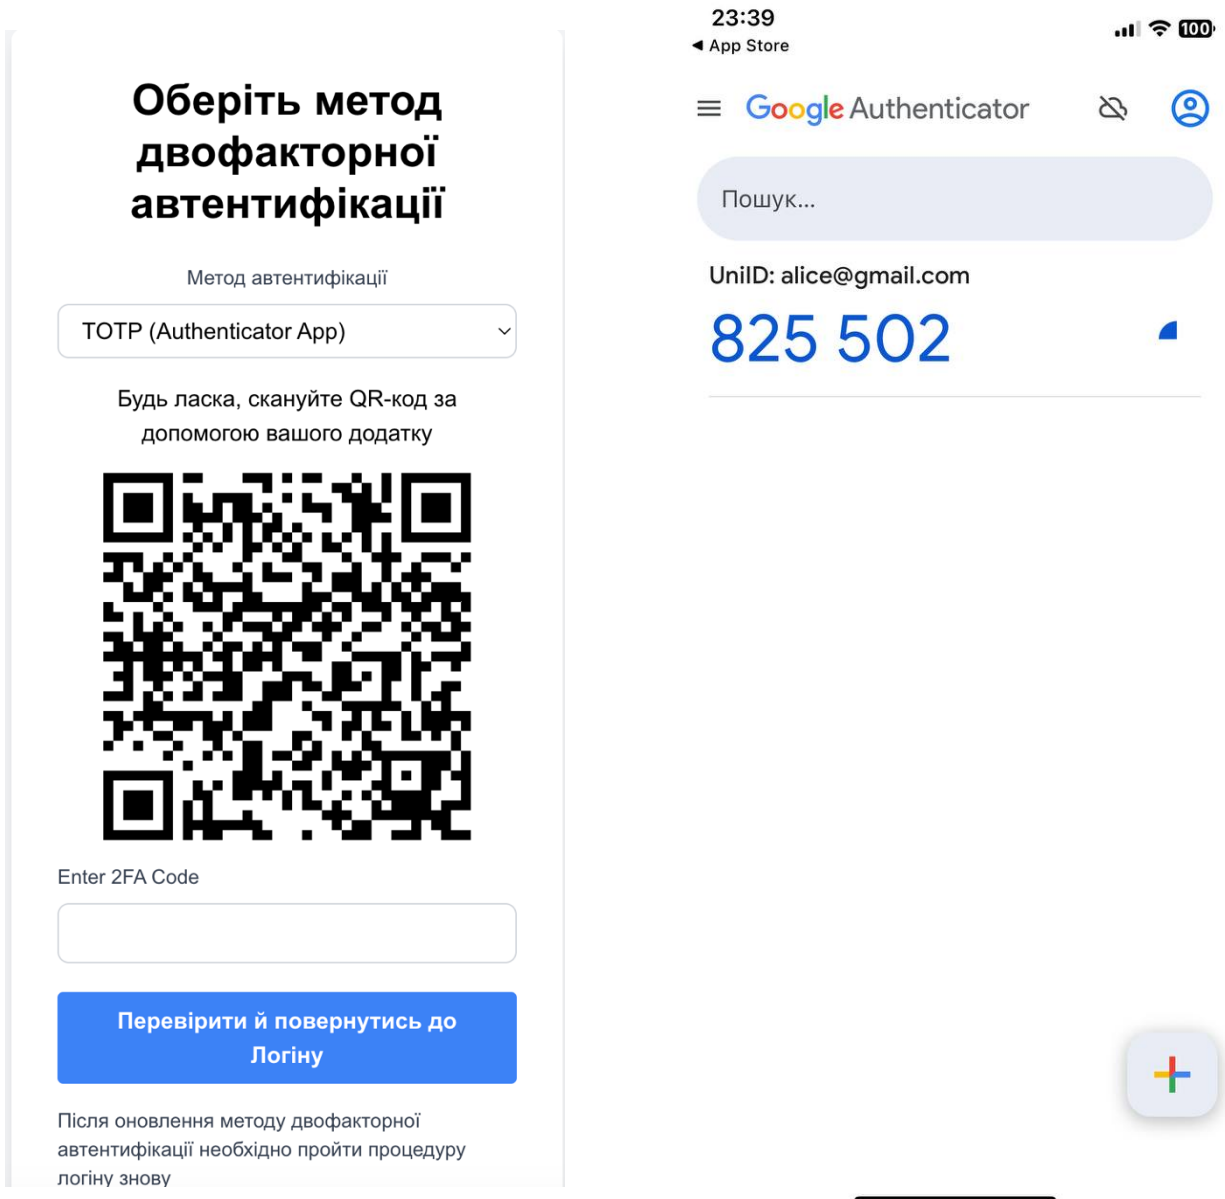 Оберіть метод
двофакторної
автентифікації
Метод автентифікації
TOTP (Authenticator App)
Будь ласка, скануйте QR-код за
допомогою вашого додатку
Enter 2FA Code
Перевірити й повернутись до
Логіну
Після оновлення методу двофакторної
автентифікації необхідно пройти процедуру
логіну знову
23:39
100
◀ App Store
Google Authenticator
Пошук...
UniID: alice@gmail.com
825 502